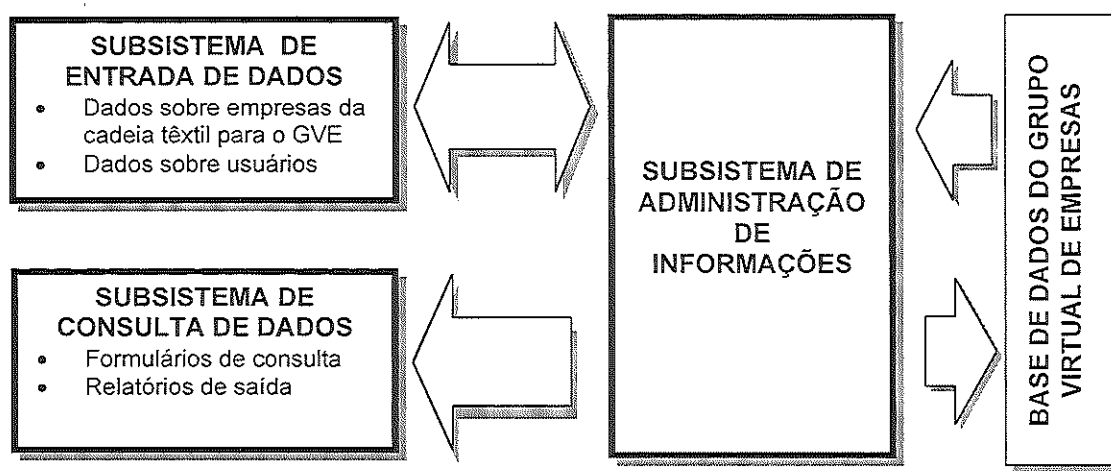 SUBSISTEMA DE
ENTRADA DE DADOS
• Dados sobre empresas da
cadeia têxtil para o GVE
• Dados sobre usuários
SUBSISTEMA DE
CONSULTA DE DADOS
• Formulários de consulta
• Relatórios de saída
SUBSISTEMA DE
ADMINISTRAÇÃO
DE
INFORMAÇÕES
BASE DE DADOS DO GRUPO
VIRTUAL DE EMPRESAS